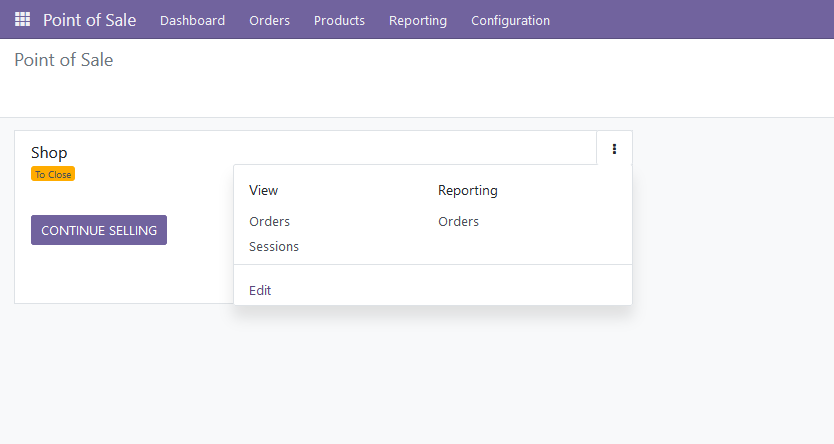 Point of Sale Dashboard Orders Products Reporting Configuration
Point of Sale
Shop
To Close
CONTINUE SELLING
View
Orders
Sessions
Reporting
Orders
Edit